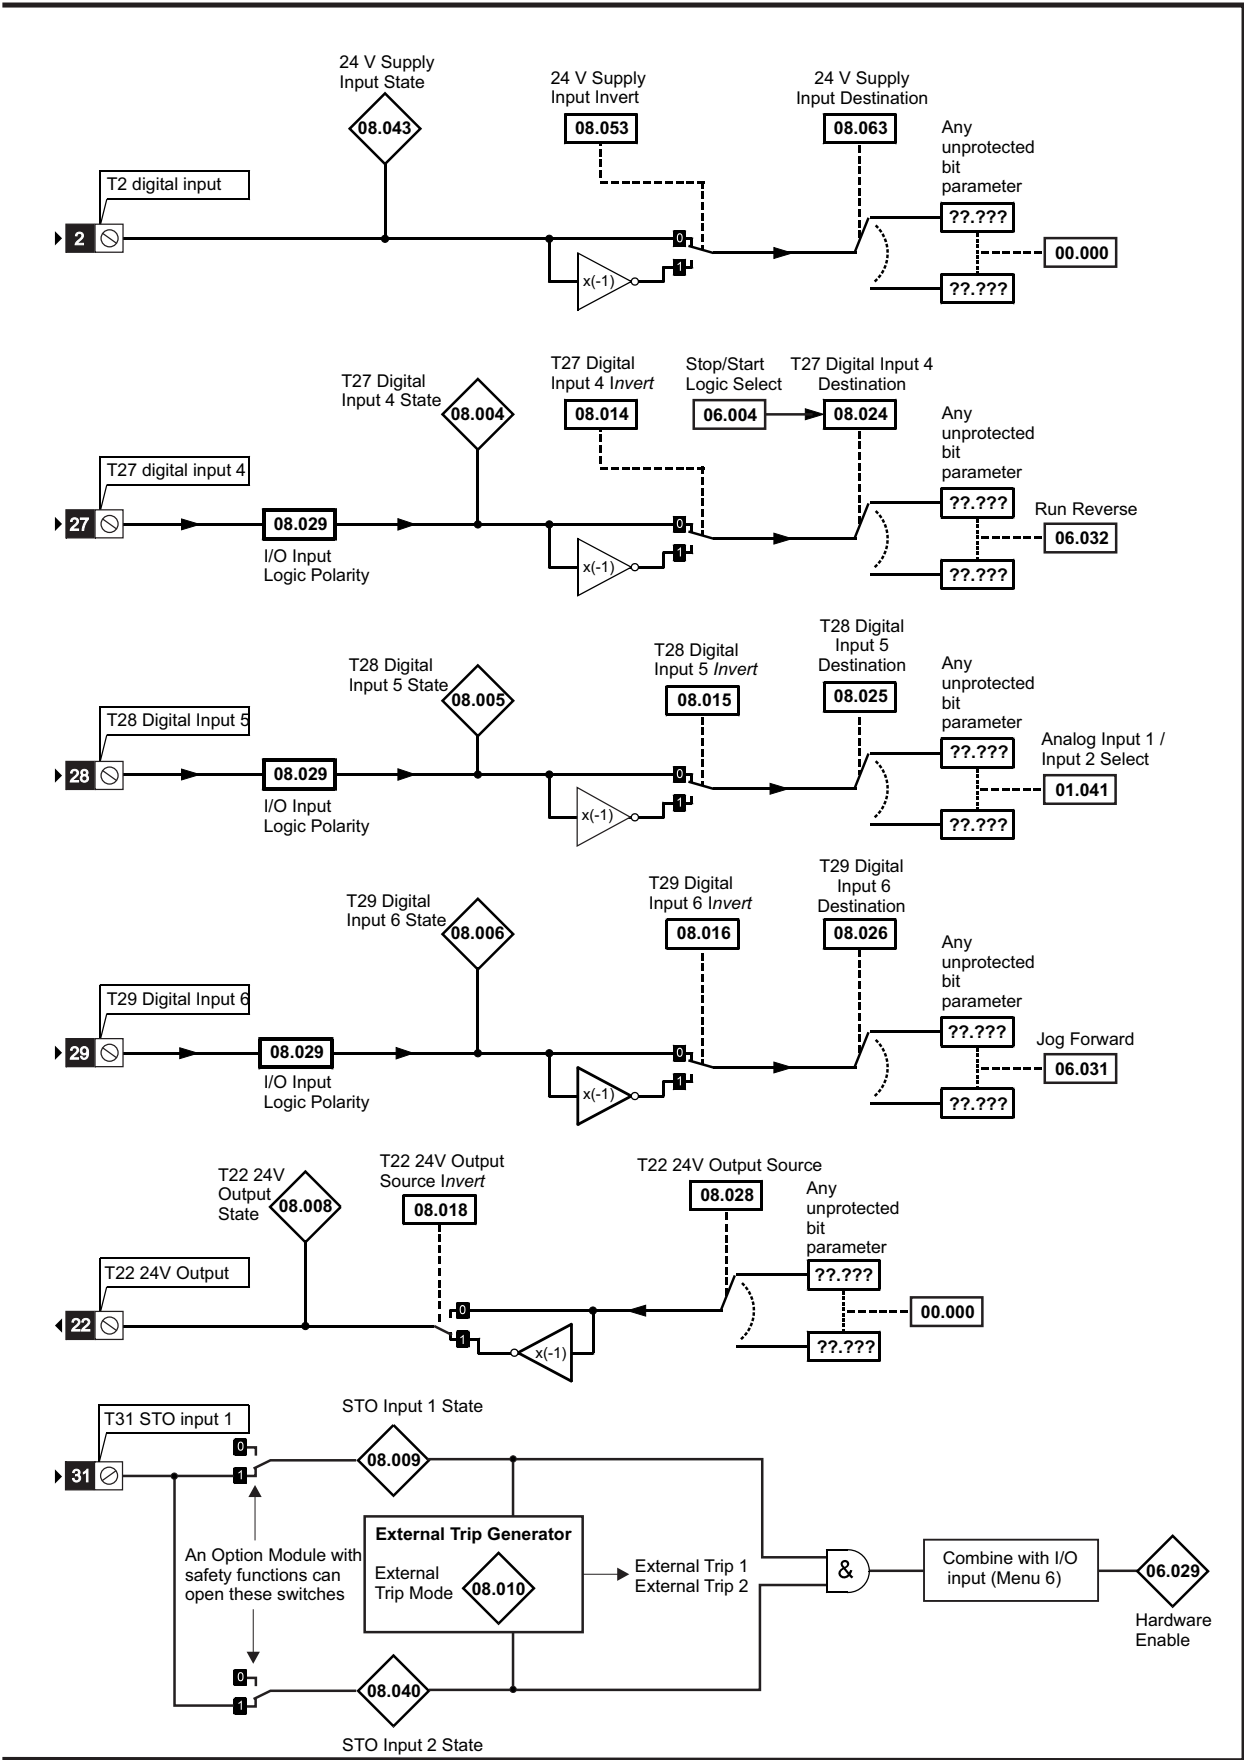 24 V Supply
Input State
08.043
24 V Supply
Input Invert
08.053
24 V Supply
Input Destination
08.063
Any
unprotected
bit
parameter
??.???
??.???
00.000
T2 digital input
2
0
1
x(-1)
T27 Digital
Input 4 State
08.004
T27 Digital
Input 4 Invert
08.014
Stop/Start
Logic Select
06.004
T27 Digital Input 4
Destination
08.024
Any
unprotected
bit
parameter
??.???
??.???
Run Reverse
06.032
T27 digital input 4
27
08.029
I/O Input
Logic Polarity
0
1
x(-1)
T28 Digital
Input 5 State
08.005
T28 Digital
Input 5 Invert
08.015
T28 Digital
Input 5
Destination
08.025
Any
unprotected
bit
parameter
??.???
??.???
Analog Input 1 /
Input 2 Select
01.041
T28 Digital Input 5
28
08.029
I/O Input
Logic Polarity
0
1
x(-1)
T29 Digital
Input 6 State
08.006
T29 Digital
Input 6 Invert
08.016
T29 Digital
Input 6
Destination
08.026
Any
unprotected
bit
parameter
??.???
??.???
Jog Forward
06.031
T29 Digital Input 6
29
08.029
I/O Input
Logic Polarity
0
1
x(-1)
T22 24V
Output
State
08.008
T22 24V Output
Source Invert
08.018
T22 24V Output Source
08.028
Any
unprotected
bit
parameter
??.???
??.???
00.000
T22 24V Output
22
0
1
x(-1)
T31 STO input 1
31
0
1
STO Input 1 State
08.009
An Option Module with
safety functions can
open these switches
External Trip Generator
External
Trip Mode
08.010
External Trip 1
External Trip 2
&
Combine with I/O
input (Menu 6)
06.029
Hardware
Enable
0
1
08.040
STO Input 2 State